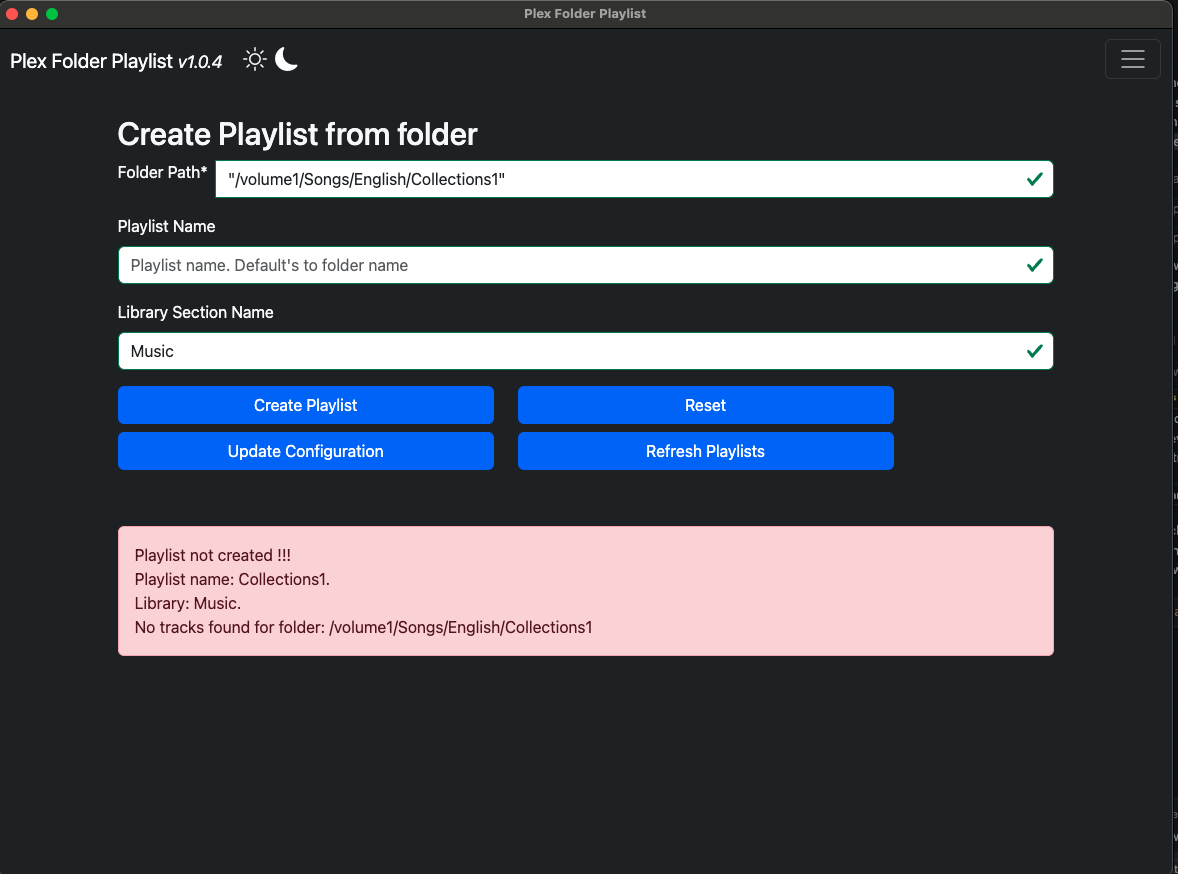 Plex Folder Playlist
Plex Folder Playlist v1.0.4
Create Playlist from folder
Folder Path*
"/volume1/Songs/English/Collections1"
Playlist Name
Playlist name. Default's to folder name
Library Section Name
Music
Create Playlist
Reset
Update Configuration
Refresh Playlists
Playlist not created !!!
Playlist name: Collections1.
Library: Music.
No tracks found for folder: /volume1/Songs/English/Collections1